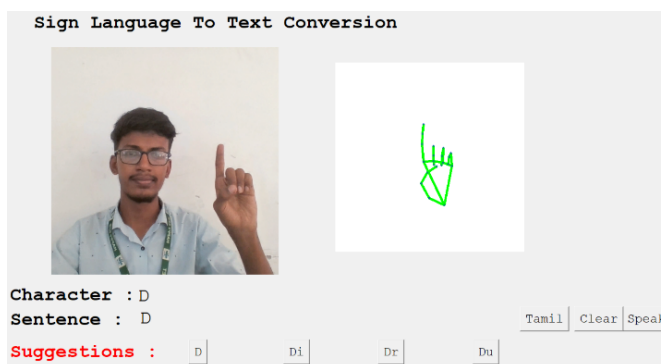 Sign Language To Text Conversion
Character : D
Sentence : D
Tamil Clear Speak
Suggestions : D Di Dr Du